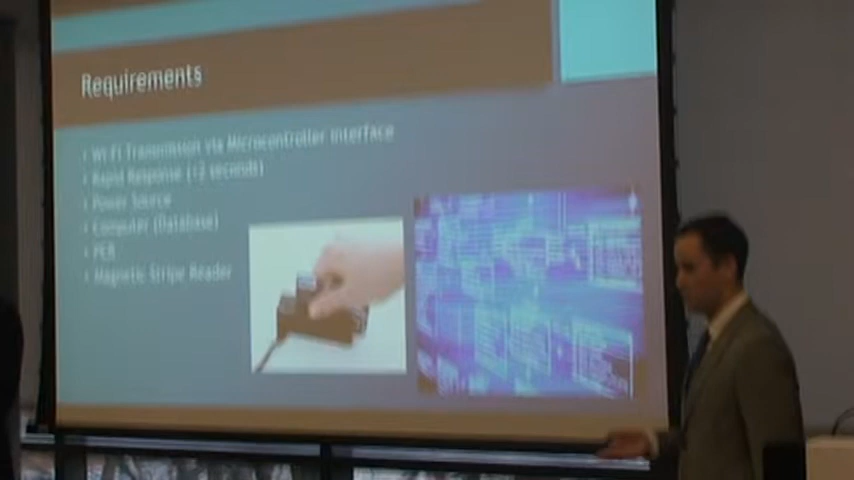 Requirements
Wi-Fi Transmission via Microcontroller Interface
Rapid Response (<2 seconds)
Power Source
Computer (Database)
PCB
Magnetic Stripe Reader